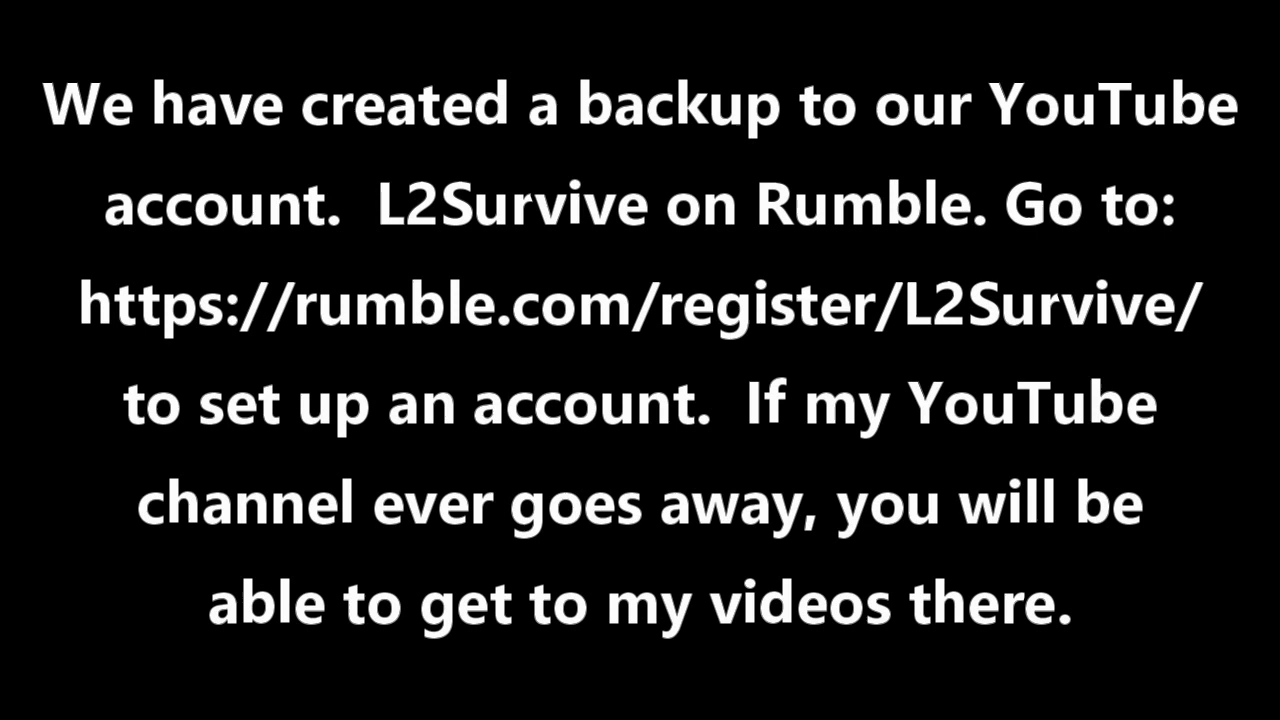 We have created a backup to our YouTube
account.  L2Survive on Rumble. Go to:
https://rumble.com/register/L2Survive/
to set up an account.  If my YouTube
channel ever goes away, you will be
able to get to my videos there.